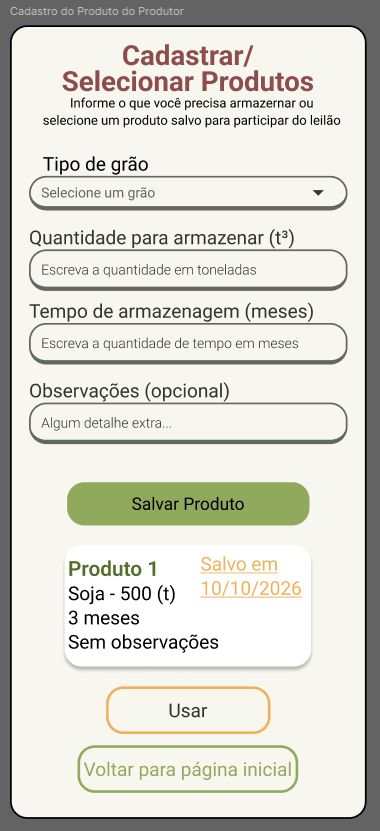 Cadastro do Produto do Produtor
Cadastrar/
Selecionar Produtos
Informe o que você precisa armazernar ou
selecione um produto salvo para participar do leilão
Tipo de grão
Selecione um grão
Quantidade para armazenar (t³)
Escreva a quantidade em toneladas
Tempo de armazenagem (meses)
Escreva a quantidade de tempo em meses
Observações (opcional)
Algum detalhe extra...
Salvar Produto
Produto 1
Salvo em
10/10/2026
Soja - 500 (t)
3 meses
Sem observações
Usar
Voltar para página inicial